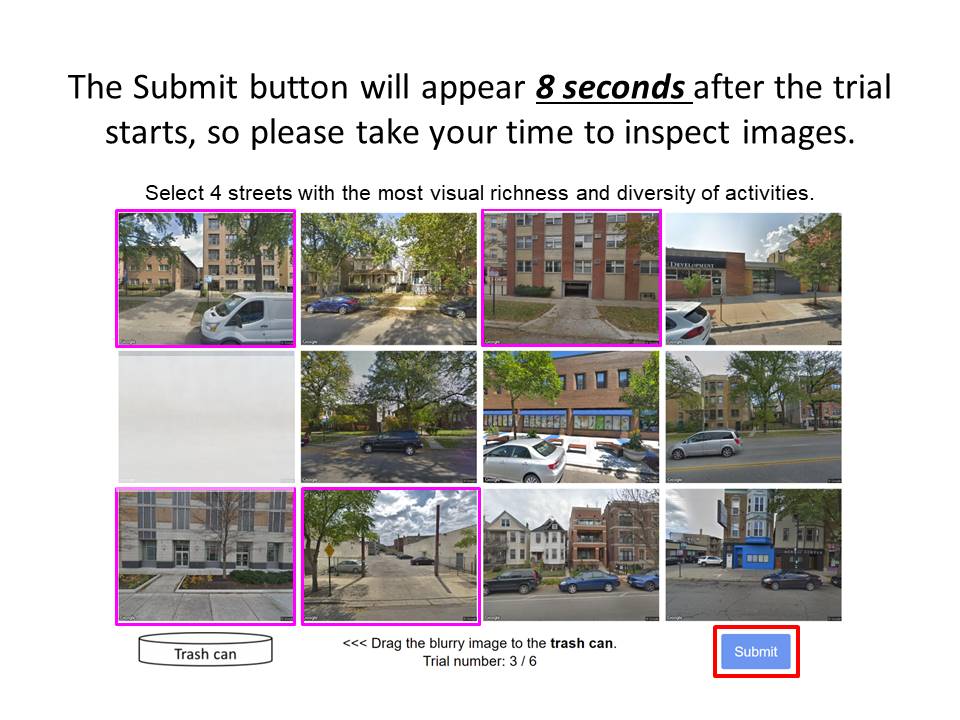 The Submit button will appear 8 seconds after the trial
starts, so please take your time to inspect images.
Select 4 streets with the most visual richness and diversity of activities.
DEVELOPMENT
Trash can
<<< Drag the blurry image to the trash can.
Trial number: 3 / 6
Submit